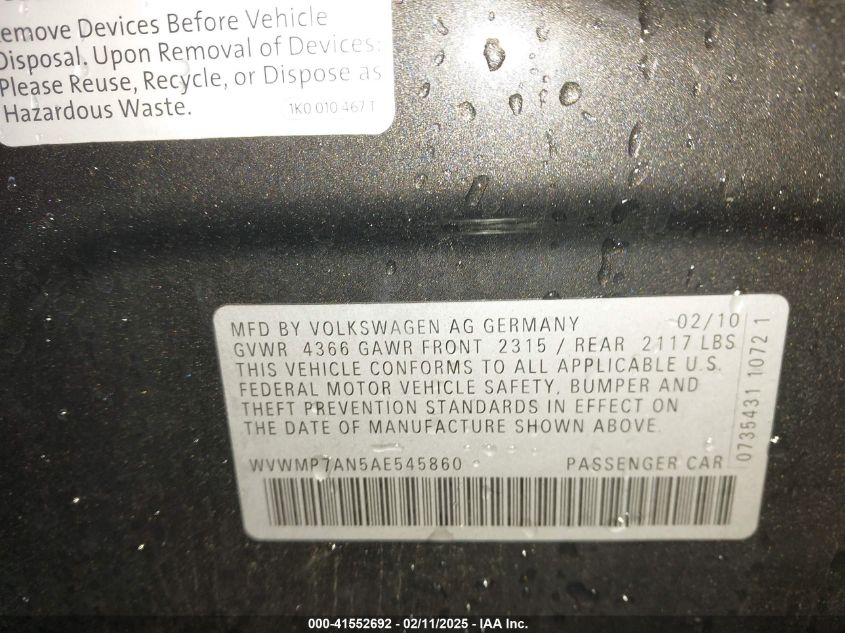 emove Devices Before Vehicle
Disposal. Upon Removal of Devices:
Please Reuse, Recycle, or Dispose as
Hazardous Waste.
1K0 010 467 T
MFD BY VOLKSWAGEN AG GERMANY 02/10
GVWR 4366 GAWR FRONT 2315 / REAR 2117 LBS
THIS VEHICLE CONFORMS TO ALL APPLICABLE U.S.
FEDERAL MOTOR VEHICLE SAFETY, BUMPER AND
THEFT PREVENTION STANDARDS IN EFFECT ON
THE DATE OF MANUFACTURE SHOWN ABOVE.
WVWMP7AN5AE545860 PASSENGER CAR
0735431 1072 1
000-41552692 - 02/11/2025 - IAA Inc.